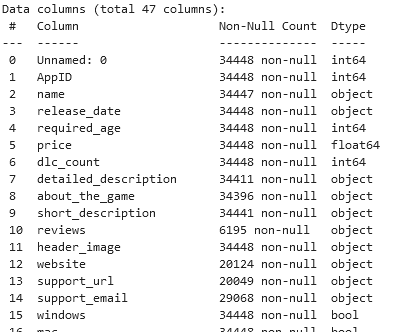 Data columns (total 47 columns):
 #   Column                Non-Null Count  Dtype
---  ------                --------------  -----
 0   Unnamed: 0            34448 non-null  int64
 1   AppID                 34448 non-null  int64
 2   name                  34447 non-null  object
 3   release_date          34448 non-null  object
 4   required_age          34448 non-null  int64
 5   price                 34448 non-null  float64
 6   dlc_count             34448 non-null  int64
 7   detailed_description  34411 non-null  object
 8   about_the_game        34396 non-null  object
 9   short_description     34441 non-null  object
 10  reviews               6195 non-null   object
 11  header_image          34448 non-null  object
 12  website               20124 non-null  object
 13  support_url           20049 non-null  object
 14  support_email         29068 non-null  object
 15  windows               34448 non-null  bool
 16  mac                   34448 non-null  bool